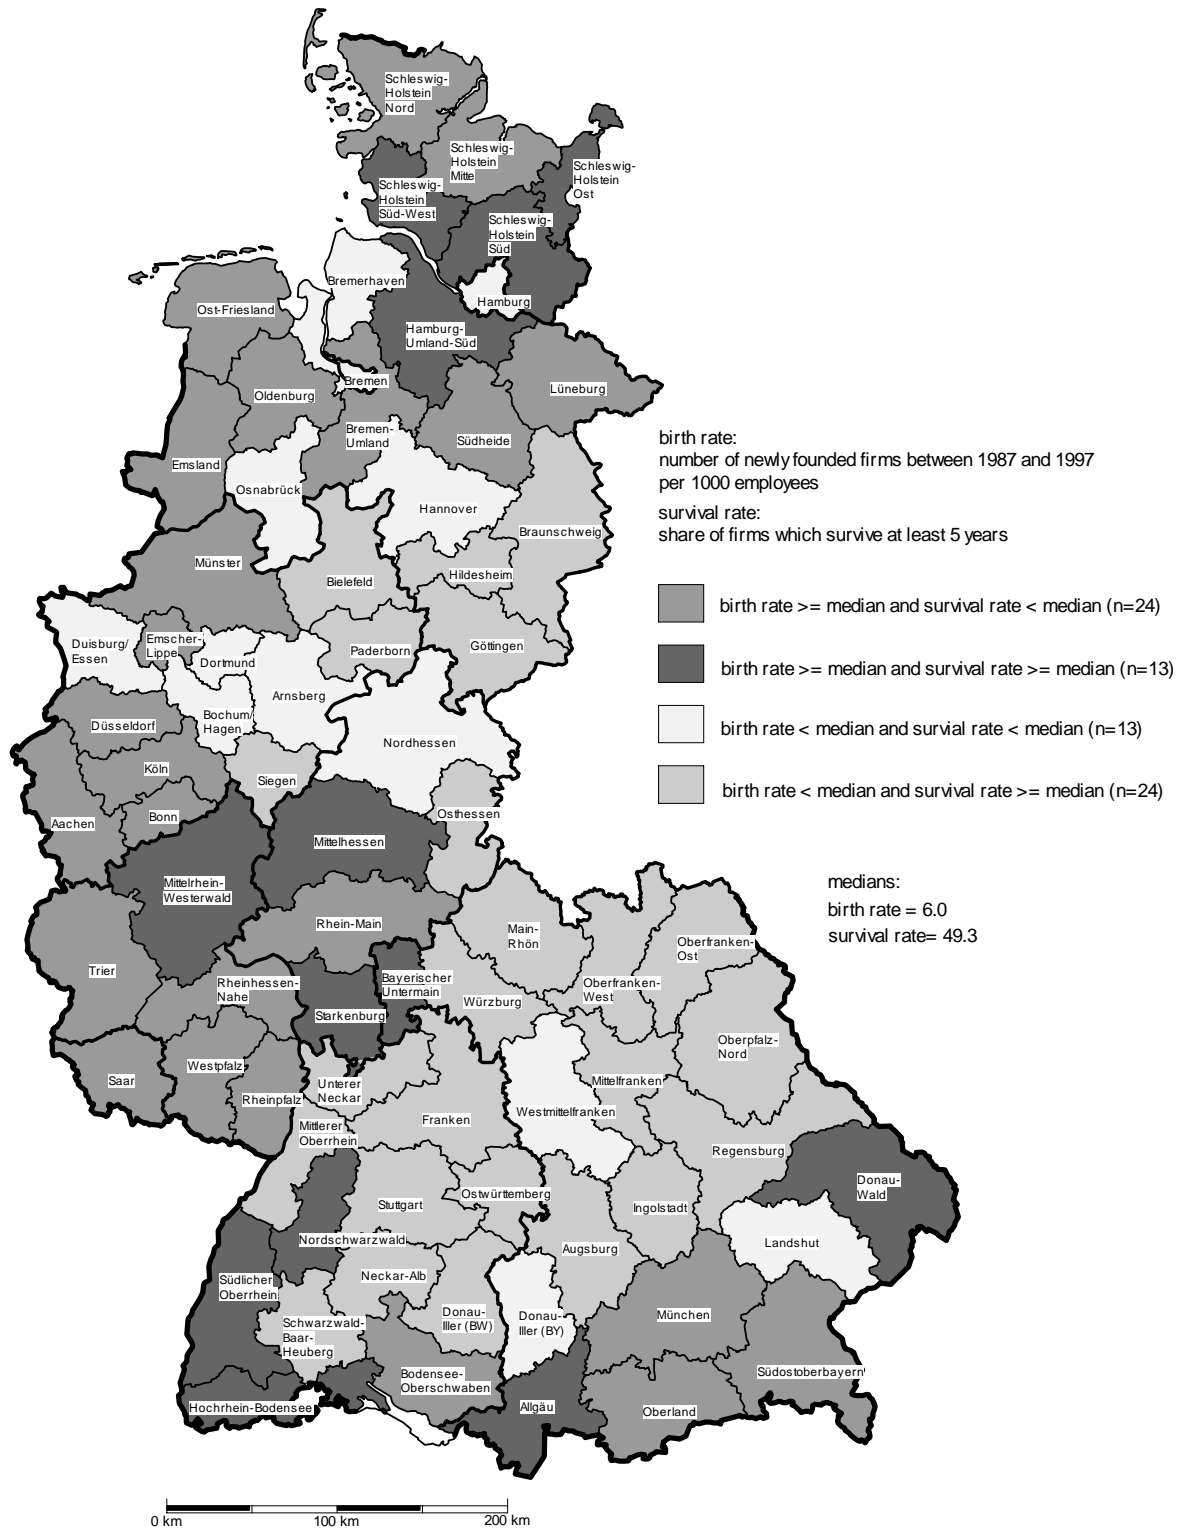 Schleswig-
Holstein
Nord
Schleswig-
Holstein
Mitte
Schleswig-
Holstein
Ost
Schleswig-
Holstein
Süd-West
Schleswig-
Holstein
Süd
Bremerhaven
Hamburg
Ost-Friesland
Hamburg-
Umland-Süd
Bremen
Oldenburg
Lüneburg
Bremen-
Umland
Südheide
Emsland
Osnabrück
Hannover
Braunschweig
Münster
Bielefeld
Hildesheim
Duisburg/
Essen
Emscher-
Lippe
Dortmund
Paderborn
Göttingen
Arnsberg
Bochum/
Hagen
Düsseldorf
Nordhessen
Köln
Siegen
Bonn
Aachen
Osthessen
Mittelhessen
Mittelrhein-
Westerwald
Rhein-Main
Main-
Rhön
Oberfranken-
Ost
Trier
Rheinhessen-
Nahe
Bayerischer
Untermain
Oberfranken-
West
Würzburg
Starkenburg
Oberpfalz-
Nord
Westpfalz
Saar
Unterer
Neckar
Mittelfranken
Rheinpfalz
Westmittelfranken
Franken
Mittlerer
Oberrhein
Regensburg
Donau-
Wald
Ostwürttemberg
Stuttgart
Ingolstadt
Nordschwarzwald
Augsburg
Landshut
Neckar-Alb
Südlicher
Oberrhein
Donau-
Iller (BW)
Donau-
Iller (BY)
München
Schwarzwald-
Baar-
Heuberg
Bodensee-
Oberschwaben
Südostoberbayern
Hochrhein-Bodensee
Allgäu
Oberland
birth rate:
number of newly founded firms between 1987 and 1997
per 1000 employees
survival rate:
share of firms which survive at least 5 years
birth rate >= median and survival rate < median (n=24)
birth rate >= median and survival rate >= median (n=13)
birth rate < median and survial rate < median (n=13)
birth rate < median and survival rate >= median (n=24)
medians:
birth rate = 6.0
survival rate= 49.3
0 km 100 km 200 km